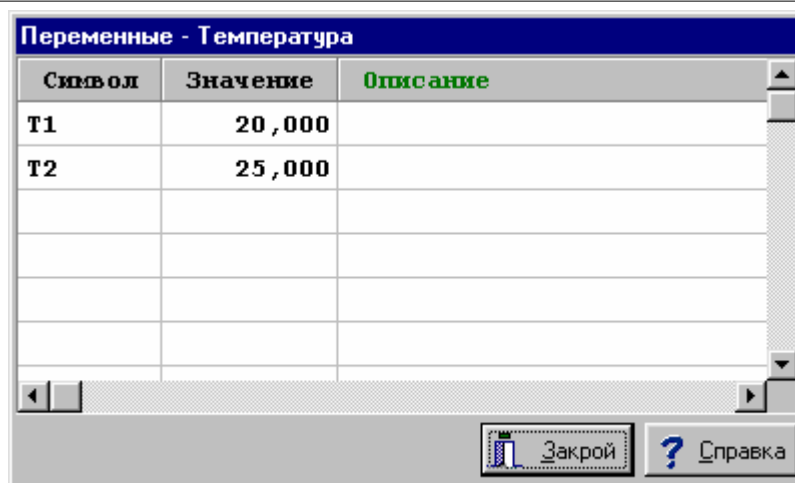 Переменные - Температура
Символ Значение Описание
T1 20,000
T2 25,000
Закрой ? Справка